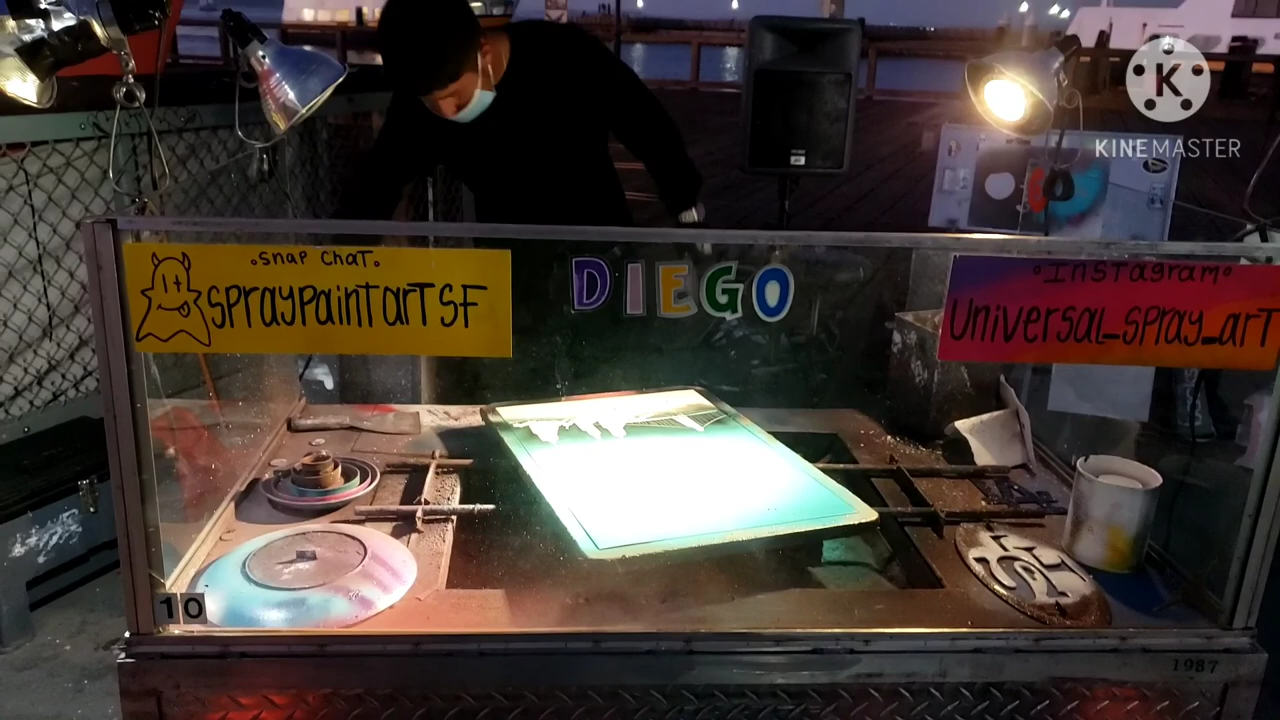 K
KINEMASTER
°snap chat°
spraypaintartSF
DIEGO
°Instagram°
Universal_spray_art
10
1987